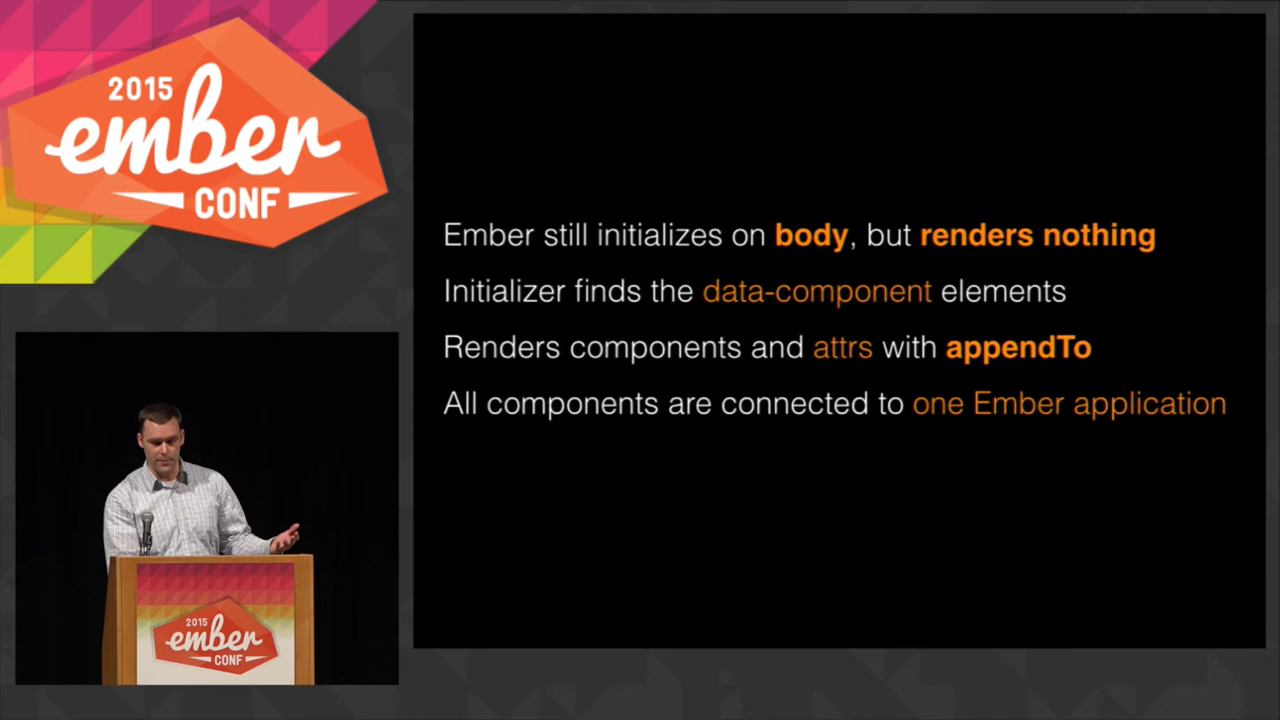 2015
ember
CONF
Ember still initializes on body, but renders nothing
Initializer finds the data-component elements
Renders components and attrs with appendTo
All components are connected to one Ember application
2015
ember
CONF